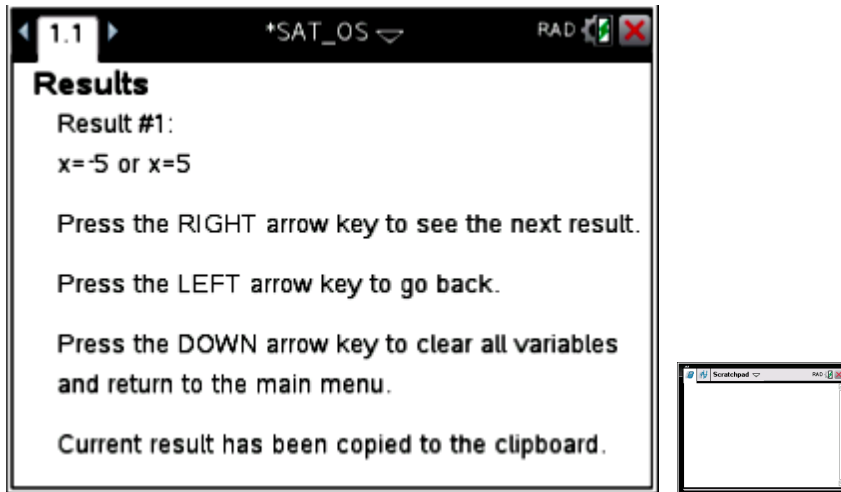 1.1 *SAT_OS RAD
Results
Result #1:
x=-5 or x=5
Press the RIGHT arrow key to see the next result.
Press the LEFT arrow key to go back.
Press the DOWN arrow key to clear all variables
and return to the main menu.
Current result has been copied to the clipboard.
Scratchpad RAD